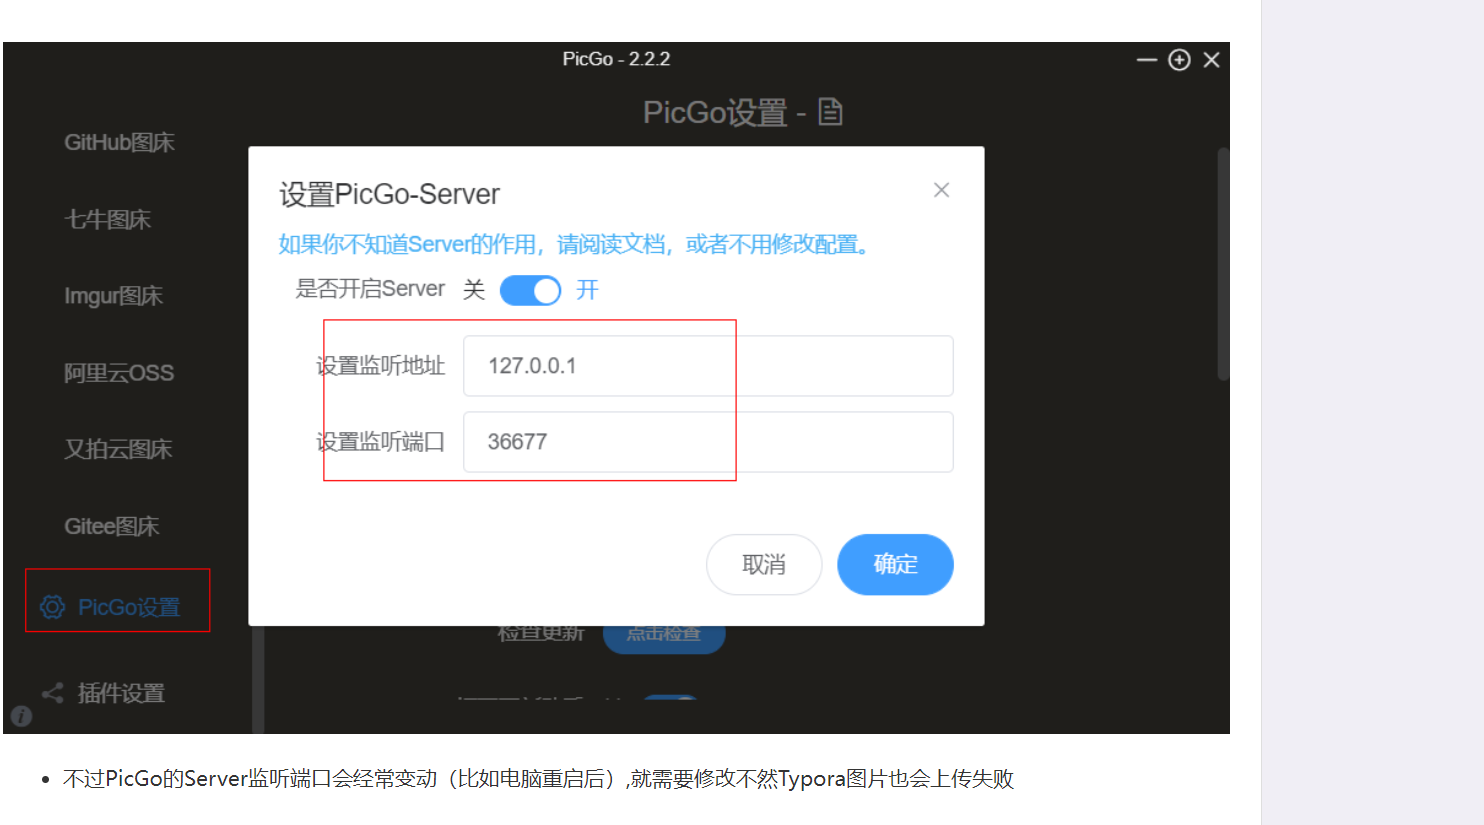 PicGo - 2.2.2
PicGo设置 -
GitHub图床
七牛图床
Imgur图床
阿里云OSS
又拍云图床
Gitee图床
PicGo设置
插件设置
设置PicGo-Server
如果你不知道Server的作用，请阅读文档，或者不用修改配置。
是否开启Server 关 开
设置监听地址 127.0.0.1
设置监听端口 36677
取消 确定
检查更新 点击检查
不过PicGo的Server监听端口会经常变动（比如电脑重启后）,就需要修改不然Typora图片也会上传失败